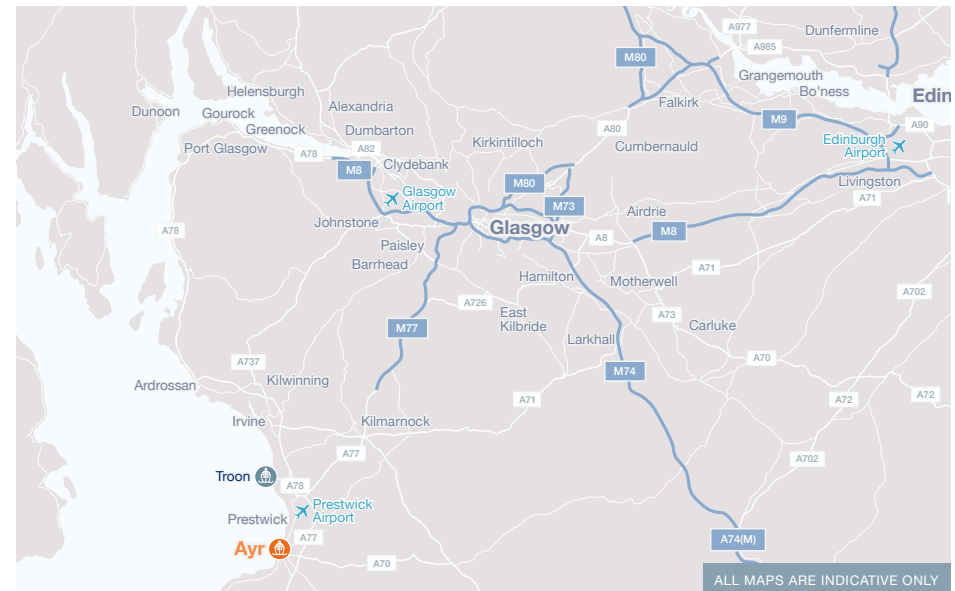 A977
Dunfermline
A985
M80
Grangemouth
Bo'ness
Edin
Helensburgh
Alexandria
Falkirk
Dunoon
Gourock
M9
A90
Greenock
Dumbarton
A80
Edinburgh
Airport
Port Glasgow
A78
A82
Kirkintilloch
Cumbernauld
M8
Clydebank
M80
Livingston
Glasgow
Airport
M73
A71
Johnstone
Airdrie
A78
Glasgow
A8
M8
Paisley
Barrhead
Hamilton
Motherwell
A71
A702
A726
East
Kilbride
A73
Carluke
M77
Larkhall
A737
M74
A70
Ardrossan
Kilwinning
A71
A72
A72
Irvine
Kilmarnock
A77
A702
Troon
A78
Prestwick
Airport
Prestwick
A77
A74(M)
Ayr
A70
ALL MAPS ARE INDICATIVE ONLY